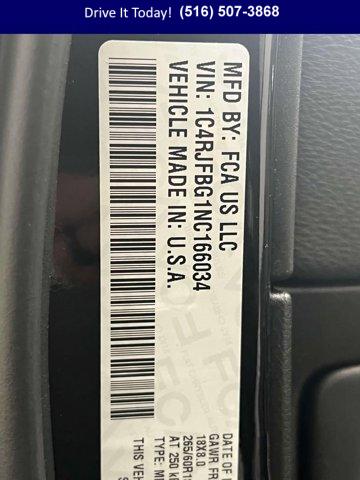 Drive It Today! (516) 507-3868
MFD BY: FCA US LLC
VIN: 1C4RJFBG1NC166034
VEHICLE MADE IN: U.S.A.
DATE OF
GAWR FR
18X8.0
265/60R1
AT 250 k
TYPE: M
THIS VEH